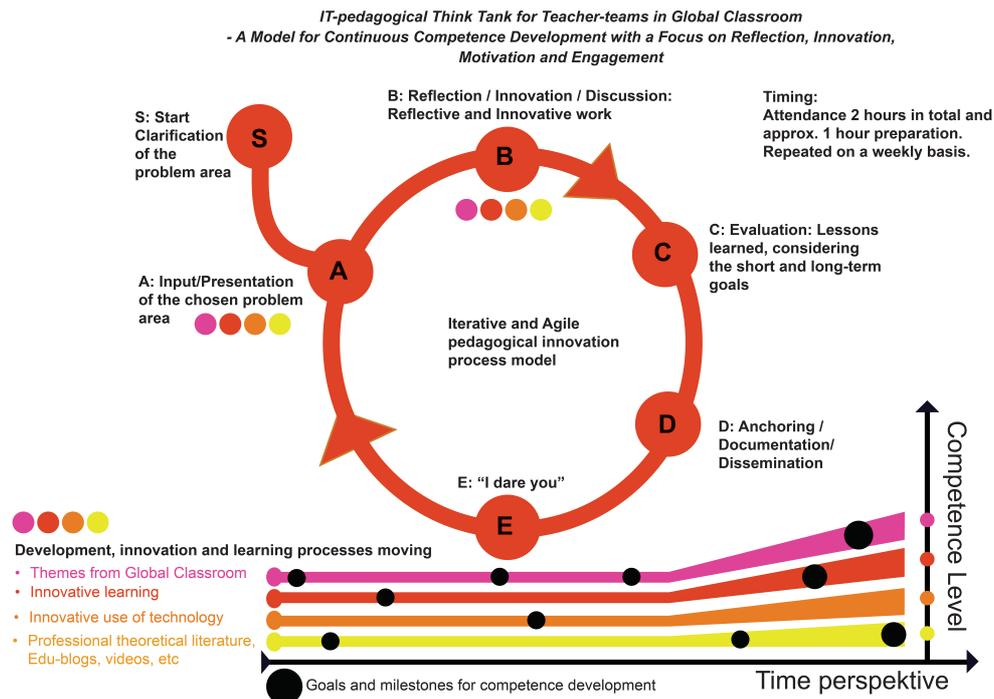 IT-pedagogical Think Tank for Teacher-teams in Global Classroom
- A Model for Continuous Competence Development with a Focus on Reflection, Innovation,
Motivation and Engagement
B: Reflection / Innovation / Discussion:
Reflective and Innovative work
Timing:
Attendance 2 hours in total and
approx. 1 hour preparation.
Repeated on a weekly basis.
S: Start
Clarification
of the
problem area
S
B
C
C: Evaluation: Lessons
learned, considering
the short and long-term
goals
A
A: Input/Presentation
of the chosen problem
area
Iterative and Agile
pedagogical innovation
process model
D
D: Anchoring /
Documentation/
Dissemination
E: “I dare you”
E
Development, innovation and learning processes moving
• Themes from Global Classroom
• Innovative learning
• Innovative use of technology
• Professional theoretical literature,
Edu-blogs, videos, etc
Competence Level
Time perspektive
Goals and milestones for competence development